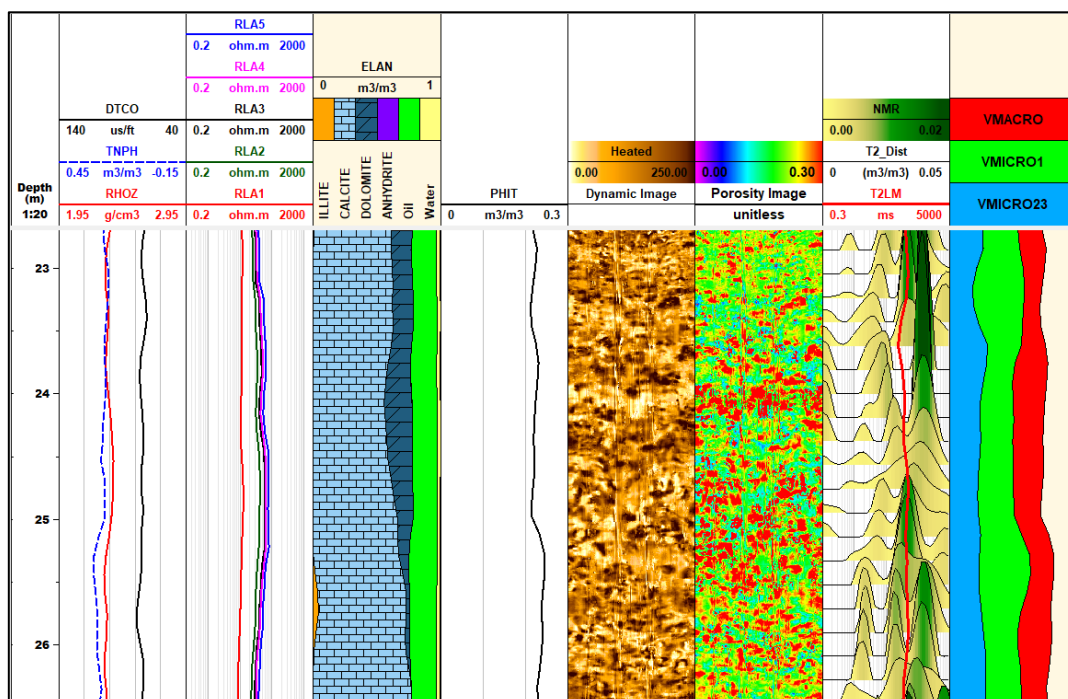 RLA5
0.2 ohm.m 2000
RLA4
0.2 ohm.m 2000
ELAN
0 m3/m3 1
DTCO
140 us/ft 40
RLA3
0.2 ohm.m 2000
TNPH
0.45 m3/m3 -0.15
RLA2
0.2 ohm.m 2000
RHOZ
1.95 g/cm3 2.95
RLA1
0.2 ohm.m 2000
Depth
(m)
1:20
ILLITE
CALCITE
DOLOMITE
ANHYDRITE
Oil
Water
PHIT
0 m3/m3 0.3
Heated
0.00 250.00
Dynamic Image
0.00 0.30
Porosity Image
unitless
NMR
0.00 0.02
T2_Dist
0 (m3/m3) 0.05
T2LM
0.3 ms 5000
VMACRO
VMICRO1
VMICRO23
23
24
25
26